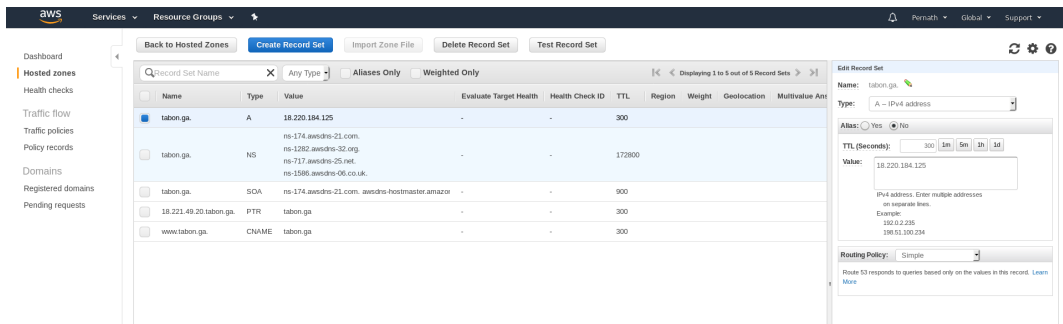 aws
Services
Resource Groups
Pernath
Global
Support
Dashboard
Hosted zones
Health checks
Traffic flow
Traffic policies
Policy records
Domains
Registered domains
Pending requests
Back to Hosted Zones
Create Record Set
Import Zone File
Delete Record Set
Test Record Set
Record Set Name
X
Any Type
Aliases Only
Weighted Only
Displaying 1 to 5 out of 5 Record Sets
Name Type Value Evaluate Target Health Health Check ID TTL Region Weight Geolocation Multivalue Ans
tabon.ga. A 18.220.184.125 - - 300
tabon.ga. NS ns-174.awsdns-21.com. - - 172800
ns-1282.awsdns-32.org.
ns-717.awsdns-25.net.
ns-1586.awsdns-06.co.uk.
tabon.ga. SOA ns-174.awsdns-21.com. awsdns-hostmaster.amazor - - 900
18.221.49.20.tabon.ga. PTR tabon.ga - - 300
www.tabon.ga. CNAME tabon.ga - - 300
Edit Record Set
Name: tabon.ga.
Type: A – IPv4 address
Alias: Yes No
TTL (Seconds): 300 1m 5m 1h 1d
Value: 18.220.184.125
IPv4 address. Enter multiple addresses
on separate lines.
Example:
192.0.2.235
198.51.100.234
Routing Policy: Simple
Route 53 responds to queries based only on the values in this record. Learn
More